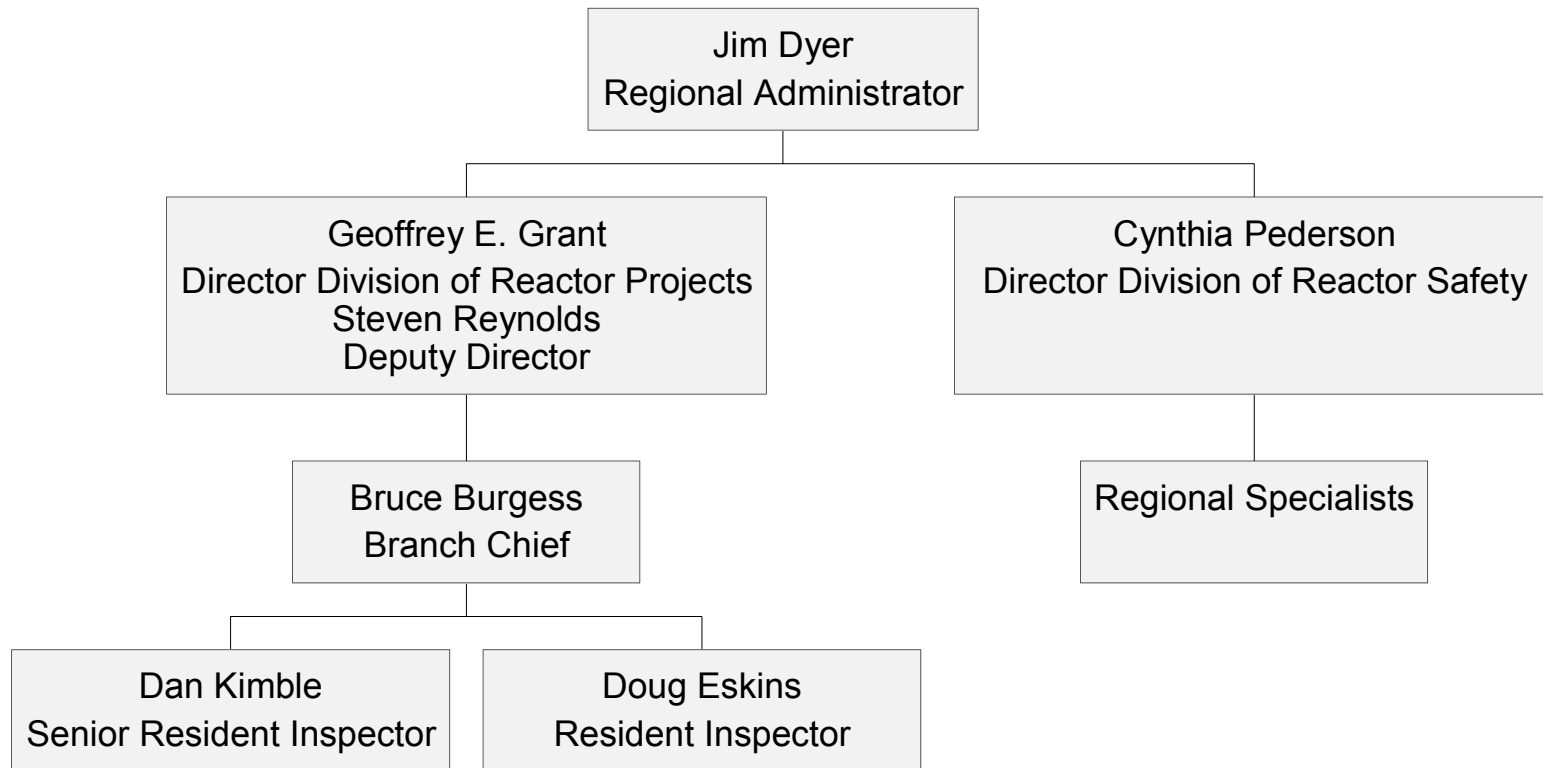 Jim Dyer
Regional Administrator
Geoffrey E. Grant
Director Division of Reactor Projects
Steven Reynolds
Deputy Director
Cynthia Pederson
Director Division of Reactor Safety
Bruce Burgess
Branch Chief
Regional Specialists
Dan Kimble
Senior Resident Inspector
Doug Eskins
Resident Inspector